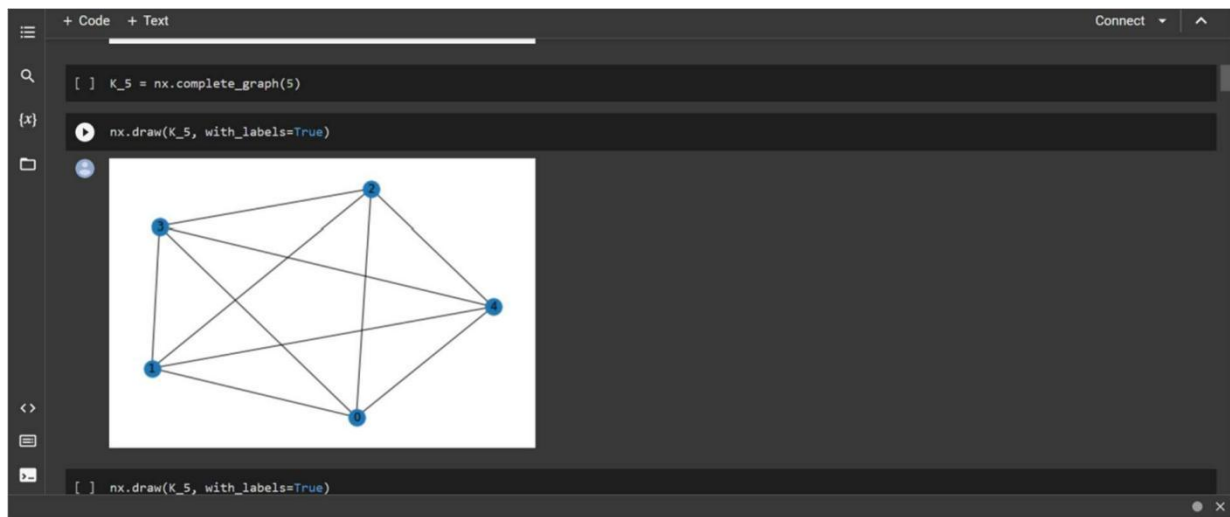 + Code + Text
Connect
{x}
[ ] K_5 = nx.complete_graph(5)
nx.draw(K_5, with_labels=True)
2
3
4
1
0
[ ] nx.draw(K_5, with_labels=True)